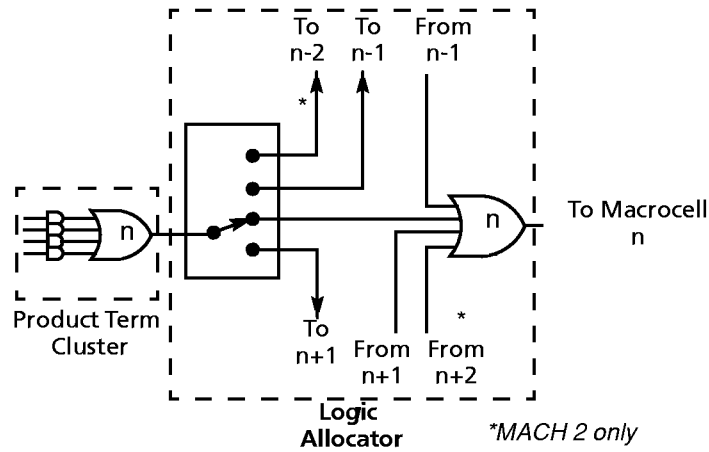 To
n-2
To
n-1
From
n-1
*
n
n
To Macrocell
n
Product Term
Cluster
To
n+1
From
n+1
*
From
n+2
Logic
Allocator
*MACH 2 only